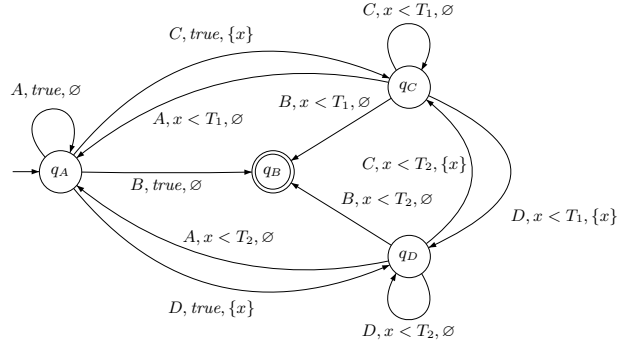 C, x < T₁, ∅
C, true, {x}
q_C
A, true, ∅
B, x < T₁, ∅
A, x < T₁, ∅
q_A
q_B
C, x < T₂, {x}
B, true, ∅
B, x < T₂, ∅
D, x < T₁, {x}
A, x < T₂, ∅
q_D
D, true, {x}
D, x < T₂, ∅